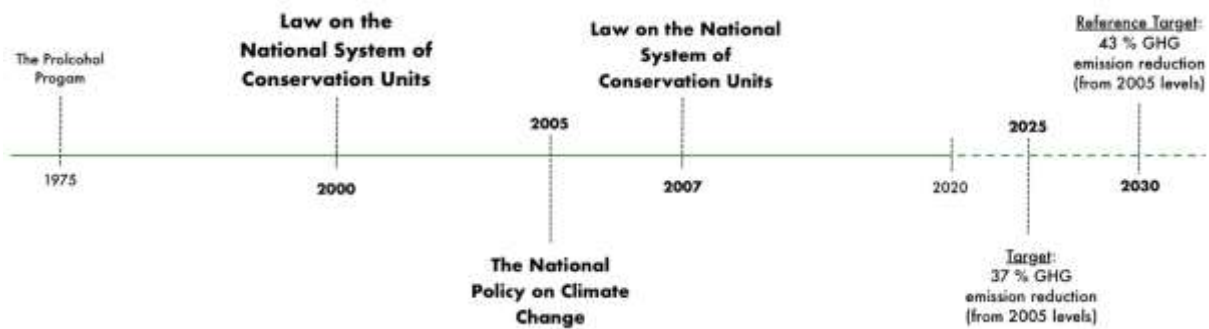 The Prolcohol
Progam
1975
Law on the
National System of
Conservation Units
2000
2005
The National
Policy on Climate
Change
Law on the National
System of
Conservation Units
2007
2020
2025
Target:
37 % GHG
emission reduction
(from 2005 levels)
Reference Target:
43 % GHG
emission reduction
(from 2005 levels)
2030